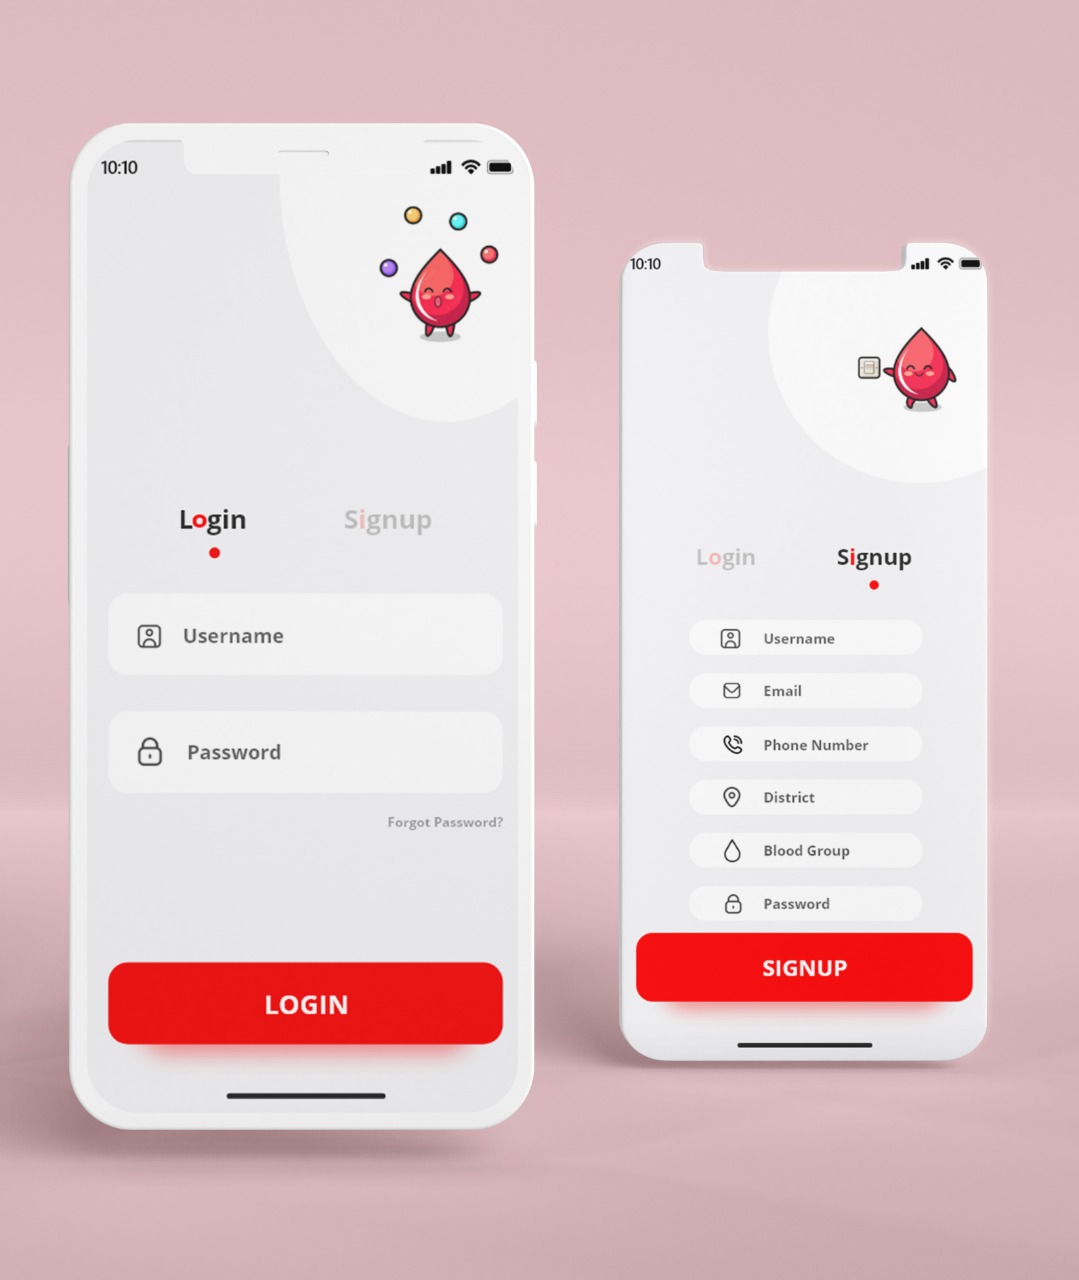 10:10
Login Signup
Username
Password
Forgot Password?
LOGIN
10:10
Login Signup
Username
Email
Phone Number
District
Blood Group
Password
SIGNUP